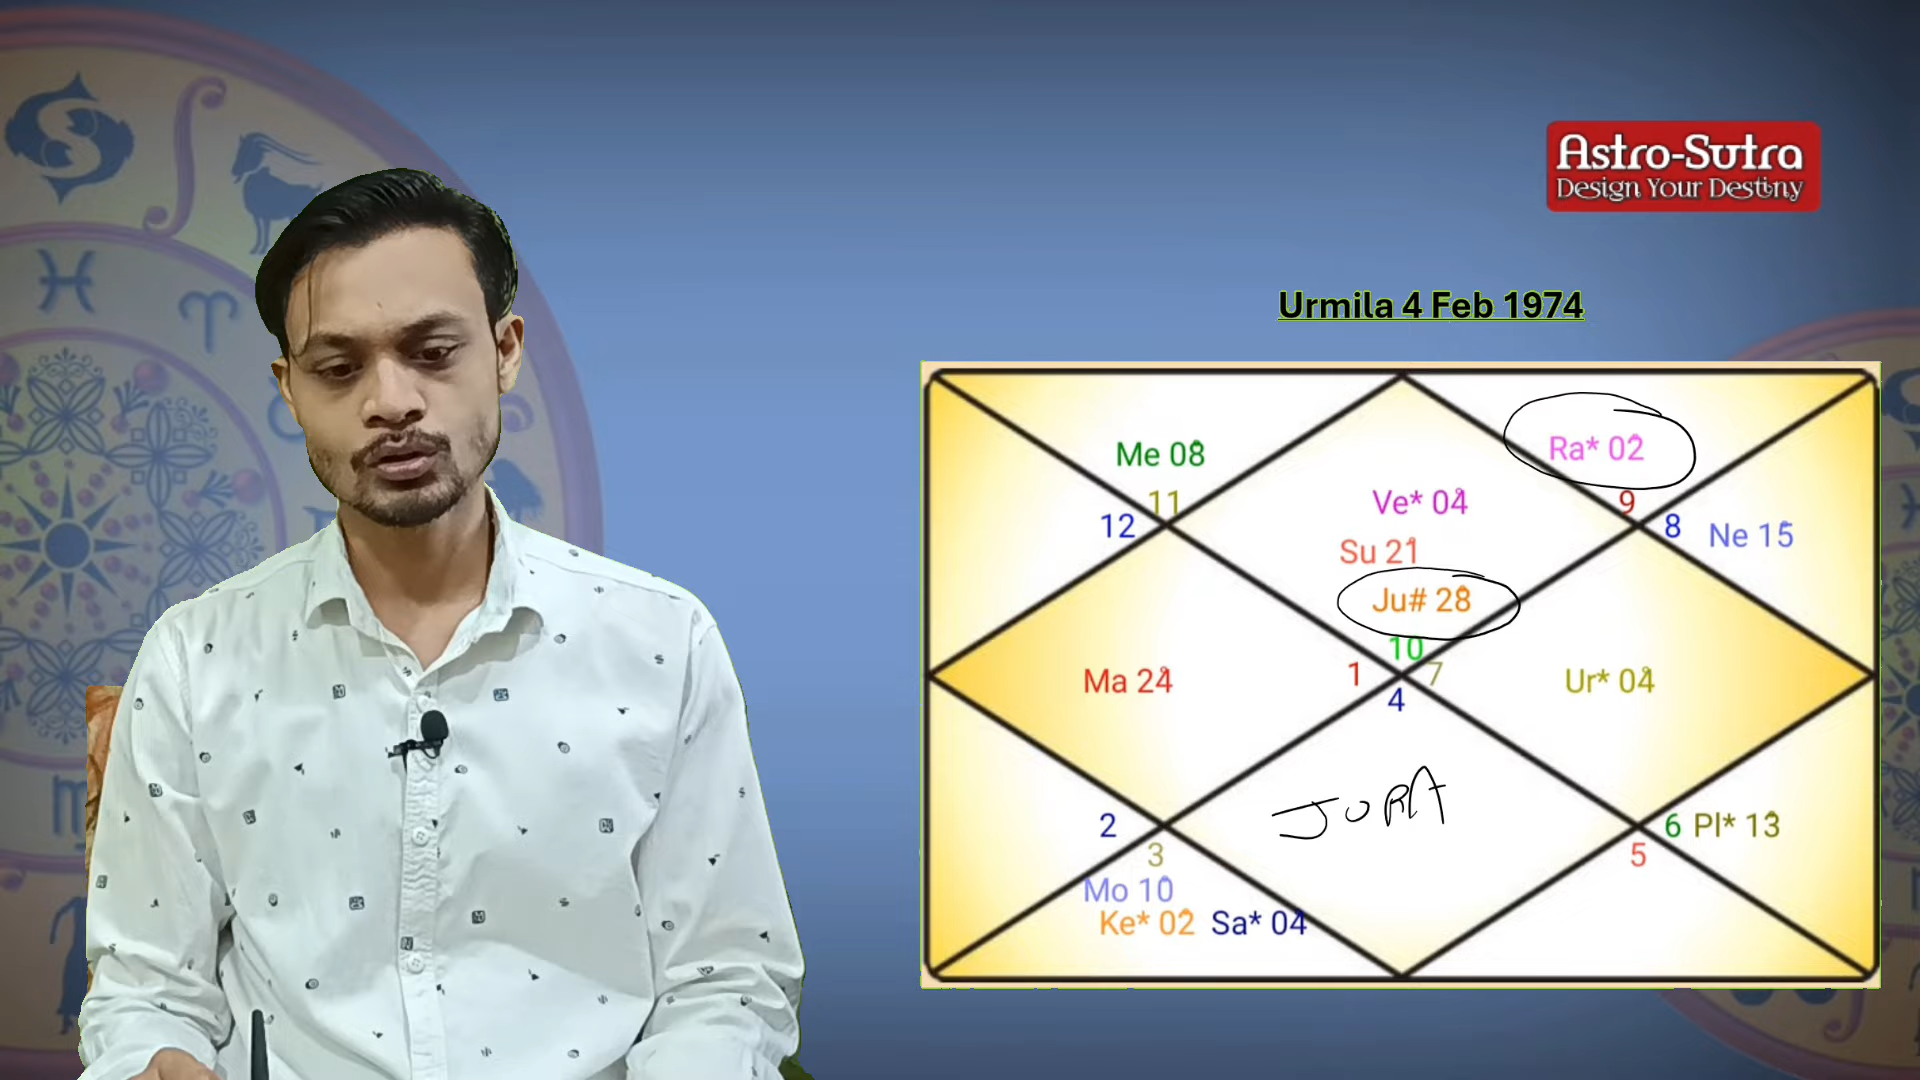 Astro-Sutra
Design Your Destiny
Urmila 4 Feb 1974
Me 08°
11
12
Ve* 04°
Su 21°
Ju# 28°
10
Ra* 02°
9
8 Ne 15°
Ma 24°
1
7
4
Ur* 04°
2
3
Mo 10°
Ke* 02° Sa* 04°
JURA
6 Pl* 13°
5